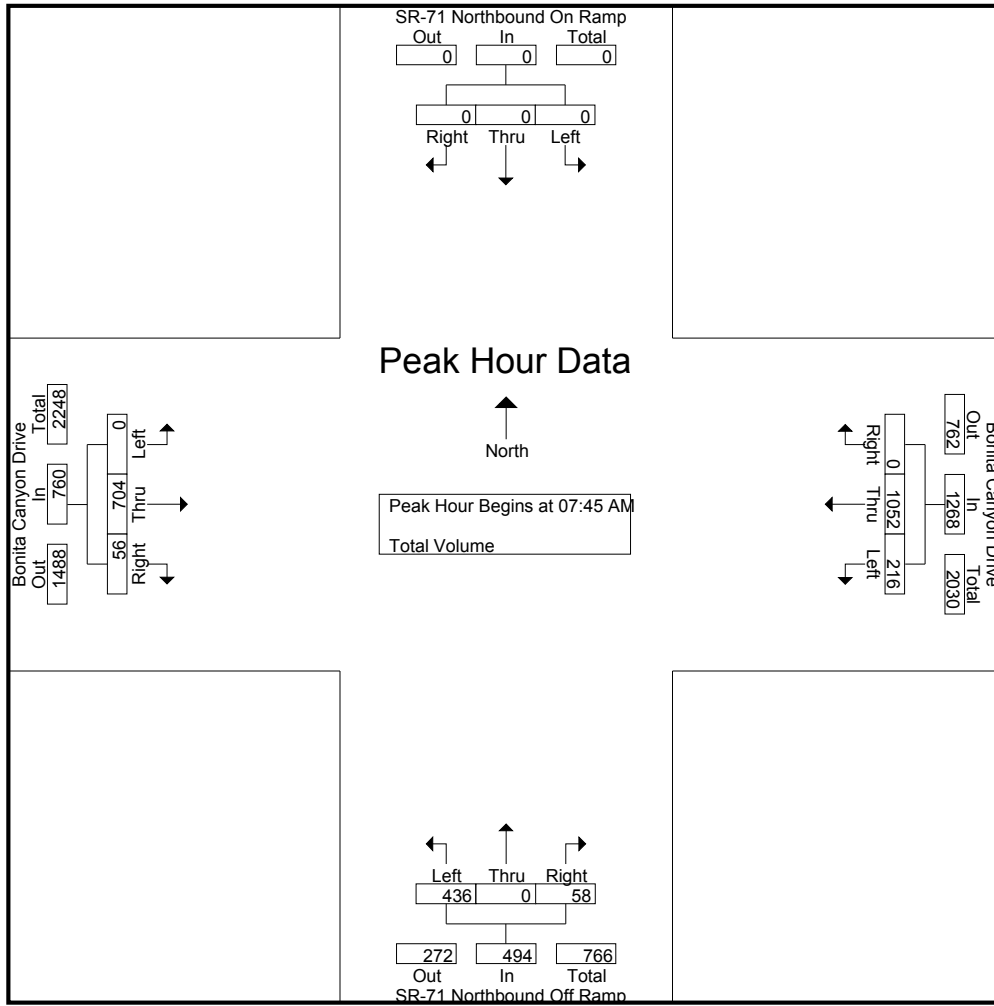 SR-71 Northbound On Ramp
Out In Total
0 0 0
0 0 0
Right Thru Left
Peak Hour Data
North
Peak Hour Begins at 07:45 AM
Total Volume
Bonita Canyon Drive
Out In Total
1488 760 2248
Left Thru Right
0 704 56
Bonita Canyon Drive
Out In Total
762 1268 2030
Right Thru Left
0 1052 216
Left Thru Right
436 0 58
272 494 766
Out In Total
SR-71 Northbound Off Ramp